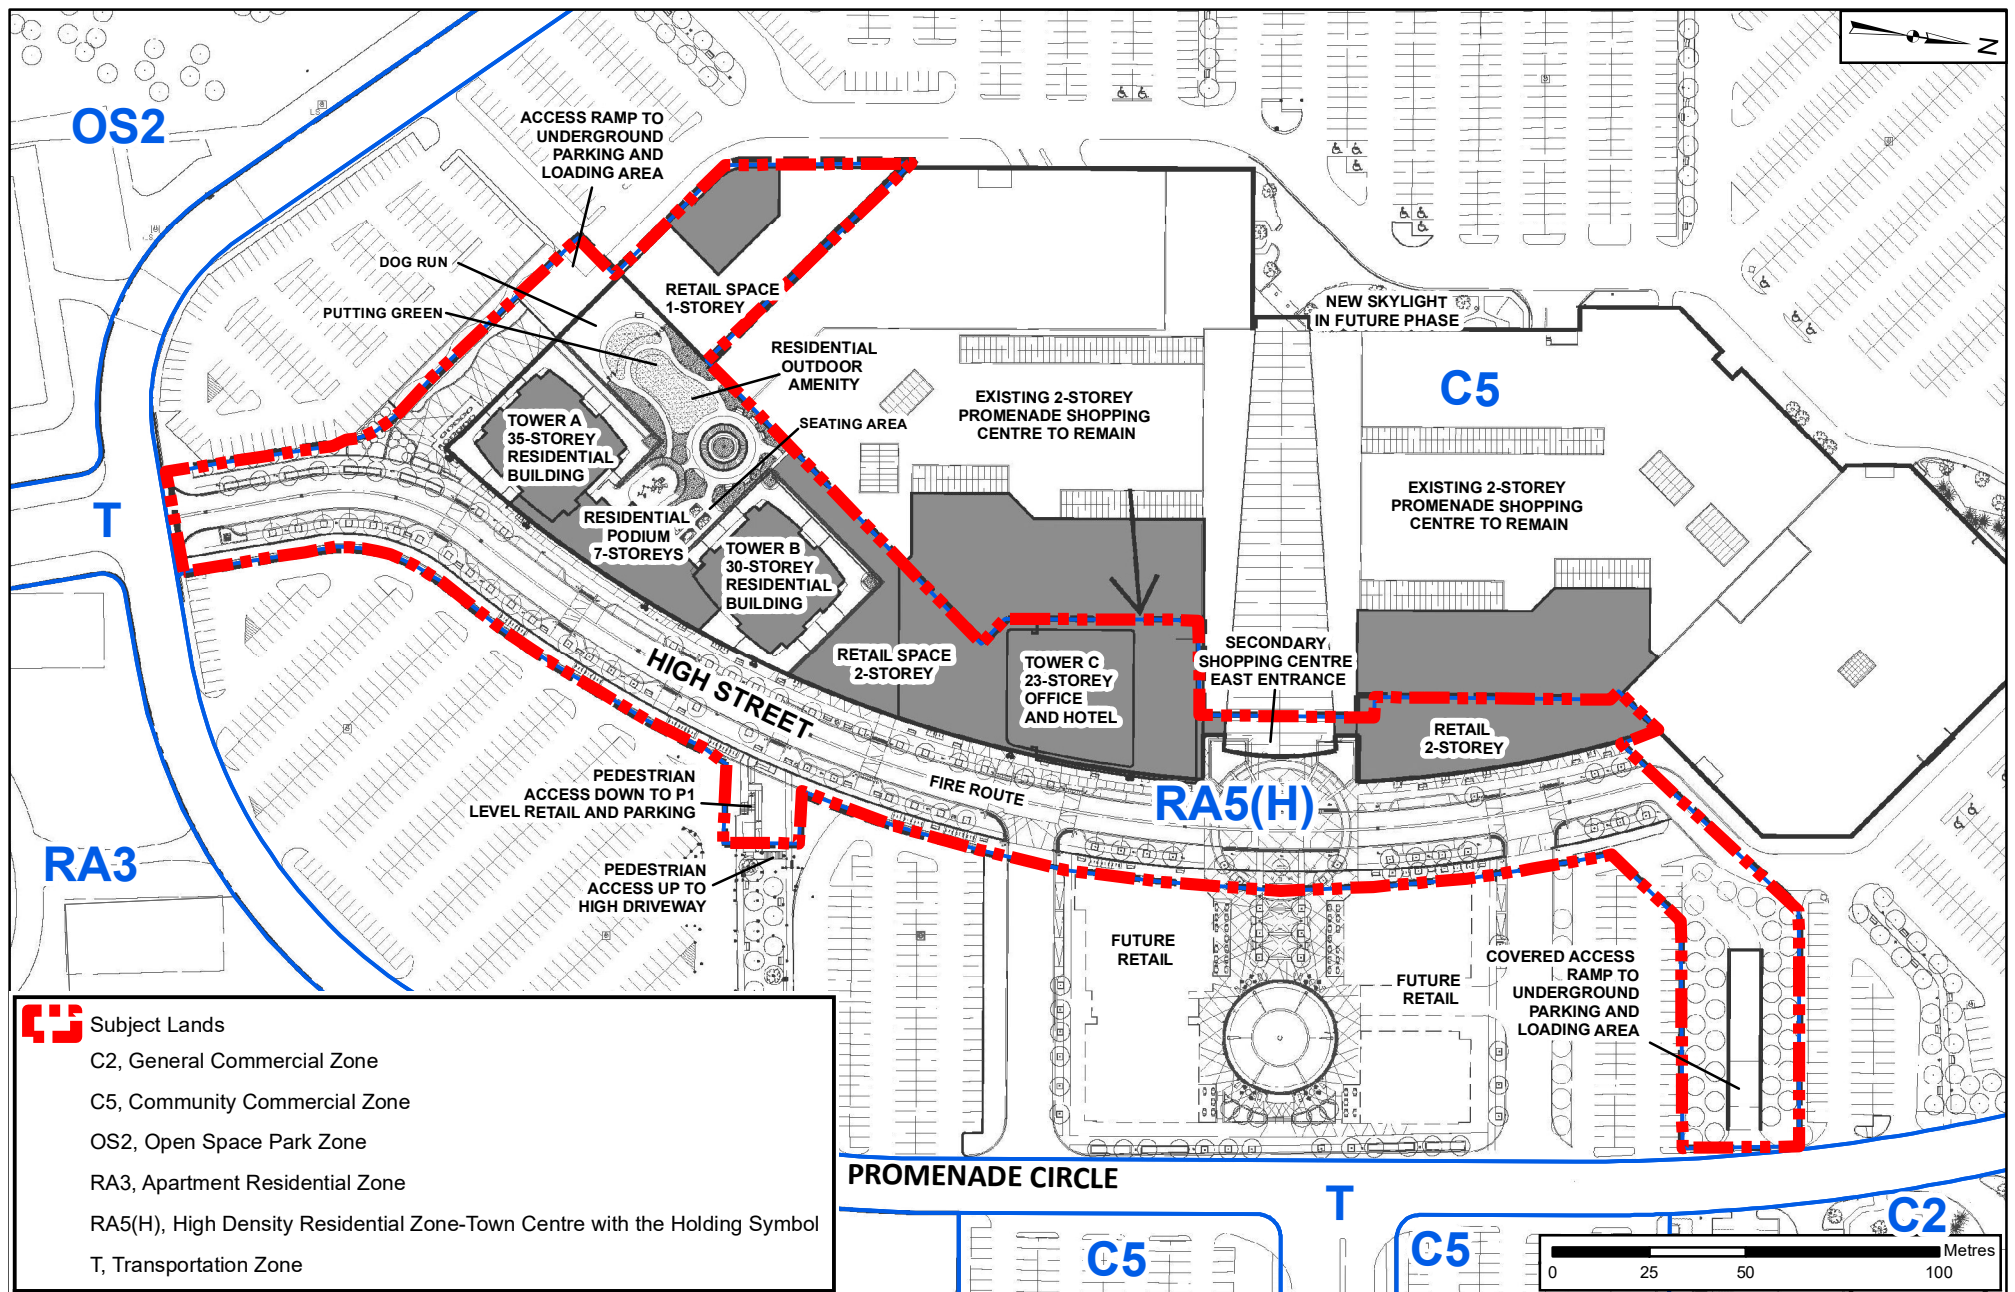 N
OS2
ACCESS RAMP TO
UNDERGROUND
PARKING AND
LOADING AREA
DOG RUN
PUTTING GREEN
RETAIL SPACE
1-STOREY
RESIDENTIAL
OUTDOOR
AMENITY
SEATING AREA
NEW SKYLIGHT
IN FUTURE PHASE
C5
EXISTING 2-STOREY
PROMENADE SHOPPING
CENTRE TO REMAIN
EXISTING 2-STOREY
PROMENADE SHOPPING
CENTRE TO REMAIN
TOWER A
35-STOREY
RESIDENTIAL
BUILDING
T
RESIDENTIAL
PODIUM
7-STOREYS
TOWER B
30-STOREY
RESIDENTIAL
BUILDING
HIGH STREET
RETAIL SPACE
2-STOREY
TOWER C
23-STOREY
OFFICE
AND HOTEL
SECONDARY
SHOPPING CENTRE
EAST ENTRANCE
RETAIL
2-STOREY
FIRE ROUTE
RA5(H)
PEDESTRIAN
ACCESS DOWN TO P1
LEVEL RETAIL AND PARKING
RA3
PEDESTRIAN
ACCESS UP TO
HIGH DRIVEWAY
FUTURE
RETAIL
FUTURE
RETAIL
COVERED ACCESS
RAMP TO
UNDERGROUND
PARKING AND
LOADING AREA
PROMENADE CIRCLE
T
C5
C5
C2
Subject Lands
C2, General Commercial Zone
C5, Community Commercial Zone
OS2, Open Space Park Zone
RA3, Apartment Residential Zone
RA5(H), High Density Residential Zone-Town Centre with the Holding Symbol
T, Transportation Zone
Metres
0 25 50 100